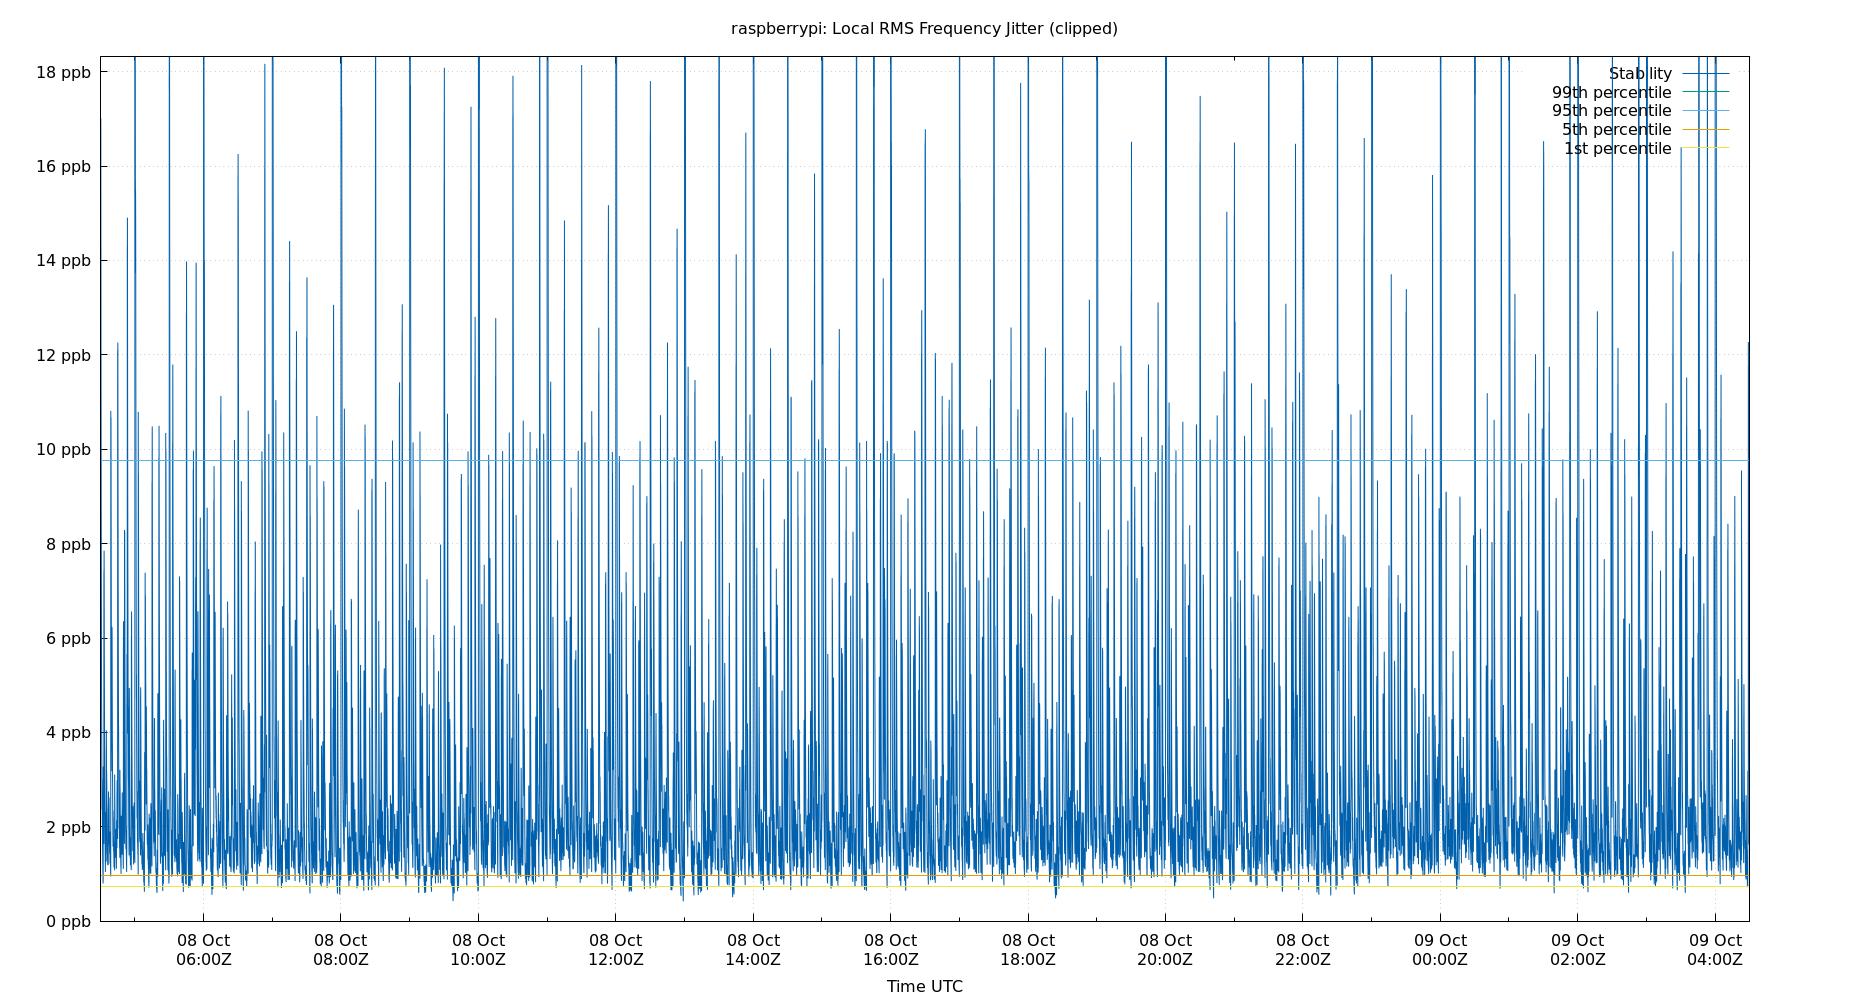 raspberrypi: Local RMS Frequency Jitter (clipped)
18 ppb
16 ppb
14 ppb
12 ppb
10 ppb
8 ppb
6 ppb
4 ppb
2 ppb
0 ppb
Stability
99th percentile
95th percentile
5th percentile
1st percentile
08 Oct 08 Oct 08 Oct 08 Oct 08 Oct 08 Oct 08 Oct 08 Oct 08 Oct 09 Oct 09 Oct 09 Oct
06:00Z 08:00Z 10:00Z 12:00Z 14:00Z 16:00Z 18:00Z 20:00Z 22:00Z 00:00Z 02:00Z 04:00Z
Time UTC